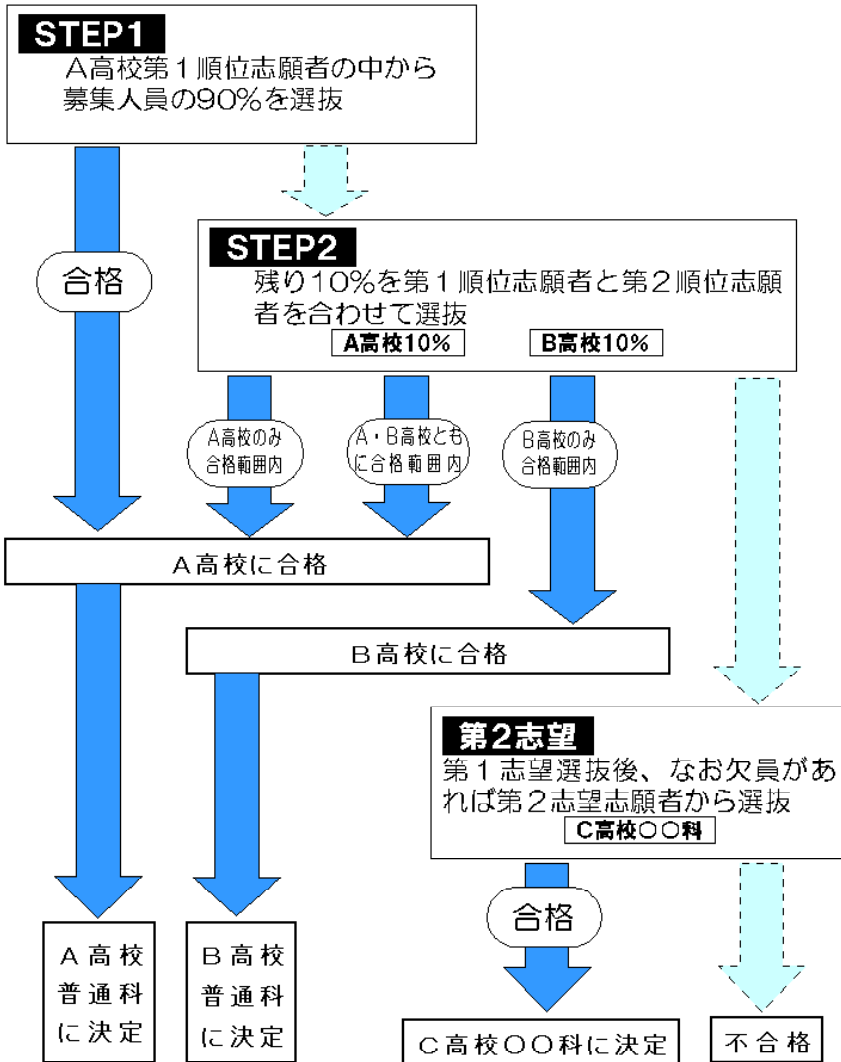 STEP1
A高校第1順位志願者の中から
募集人員の90%を選抜
合格
STEP2
残り10%を第1順位志願者と第2順位志願
者を合わせて選抜
A高校10%
B高校10%
A高校のみ
合格範囲内
A・B高校とも
に合格範囲内
B高校のみ
合格範囲内
A高校に合格
B高校に合格
第2志望
第1志望選抜後、なお欠員があ
れば第2志望志願者から選抜
C高校〇〇科
合格
A高校
普通科
に決定
B高校
普通科
に決定
C高校〇〇科に決定
不合格